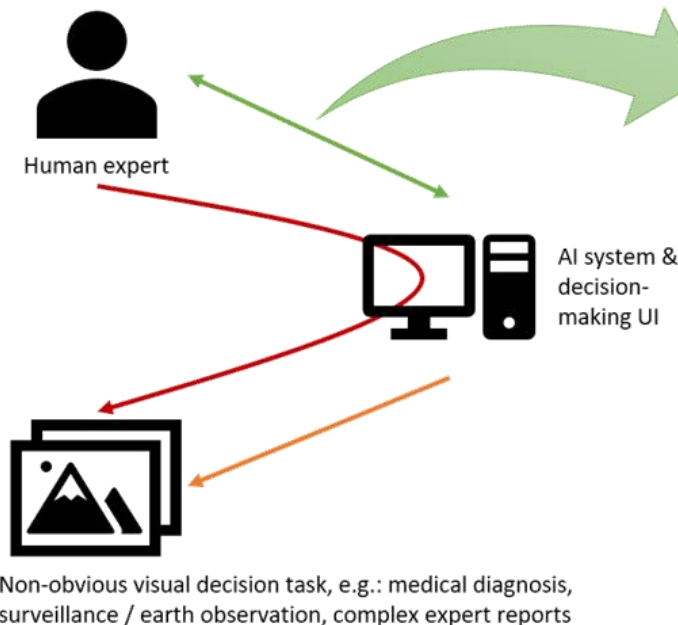 Human expert
AI system &
decision-
making UI
Non-obvious visual decision task, e.g.: medical diagnosis,
surveillance / earth observation, complex expert reports